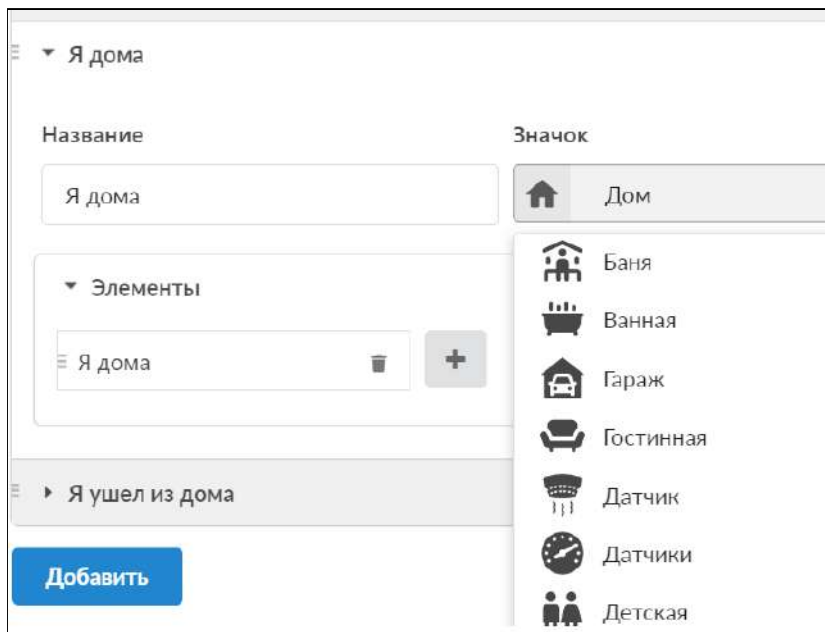 Я дома
Название
Значок
Я дома
Дом
Элементы
Я дома
Баня
Ванная
Гараж
Гостинная
Датчик
Датчики
Детская
Я ушел из дома
Добавить